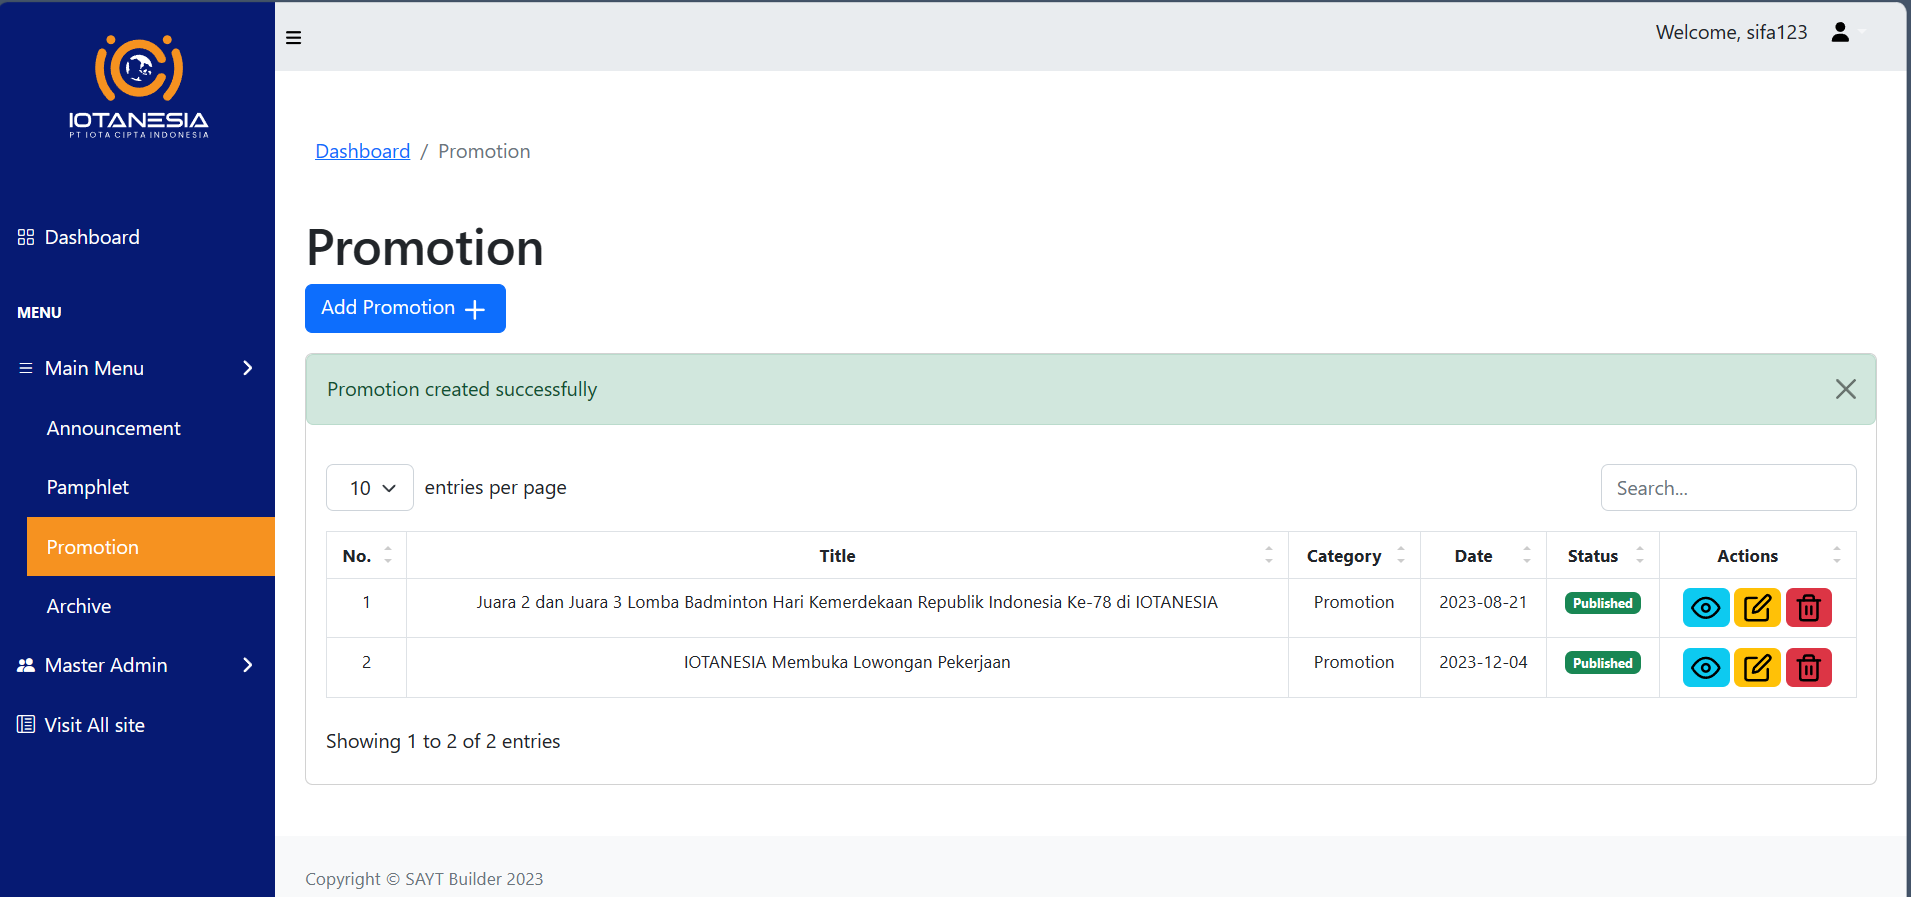 IOTANESIA
PT IOTA CIPTA INDONESIA
Welcome, sifa123
Dashboard / Promotion
Dashboard
MENU
Main Menu
Announcement
Pamphlet
Promotion
Archive
Master Admin
Visit All site
Promotion
Add Promotion
Promotion created successfully
10 entries per page
Search...
No. Title Category Date Status Actions
1 Juara 2 dan Juara 3 Lomba Badminton Hari Kemerdekaan Republik Indonesia Ke-78 di IOTANESIA Promotion 2023-08-21 Published
2 IOTANESIA Membuka Lowongan Pekerjaan Promotion 2023-12-04 Published
Showing 1 to 2 of 2 entries
Copyright © SAYT Builder 2023